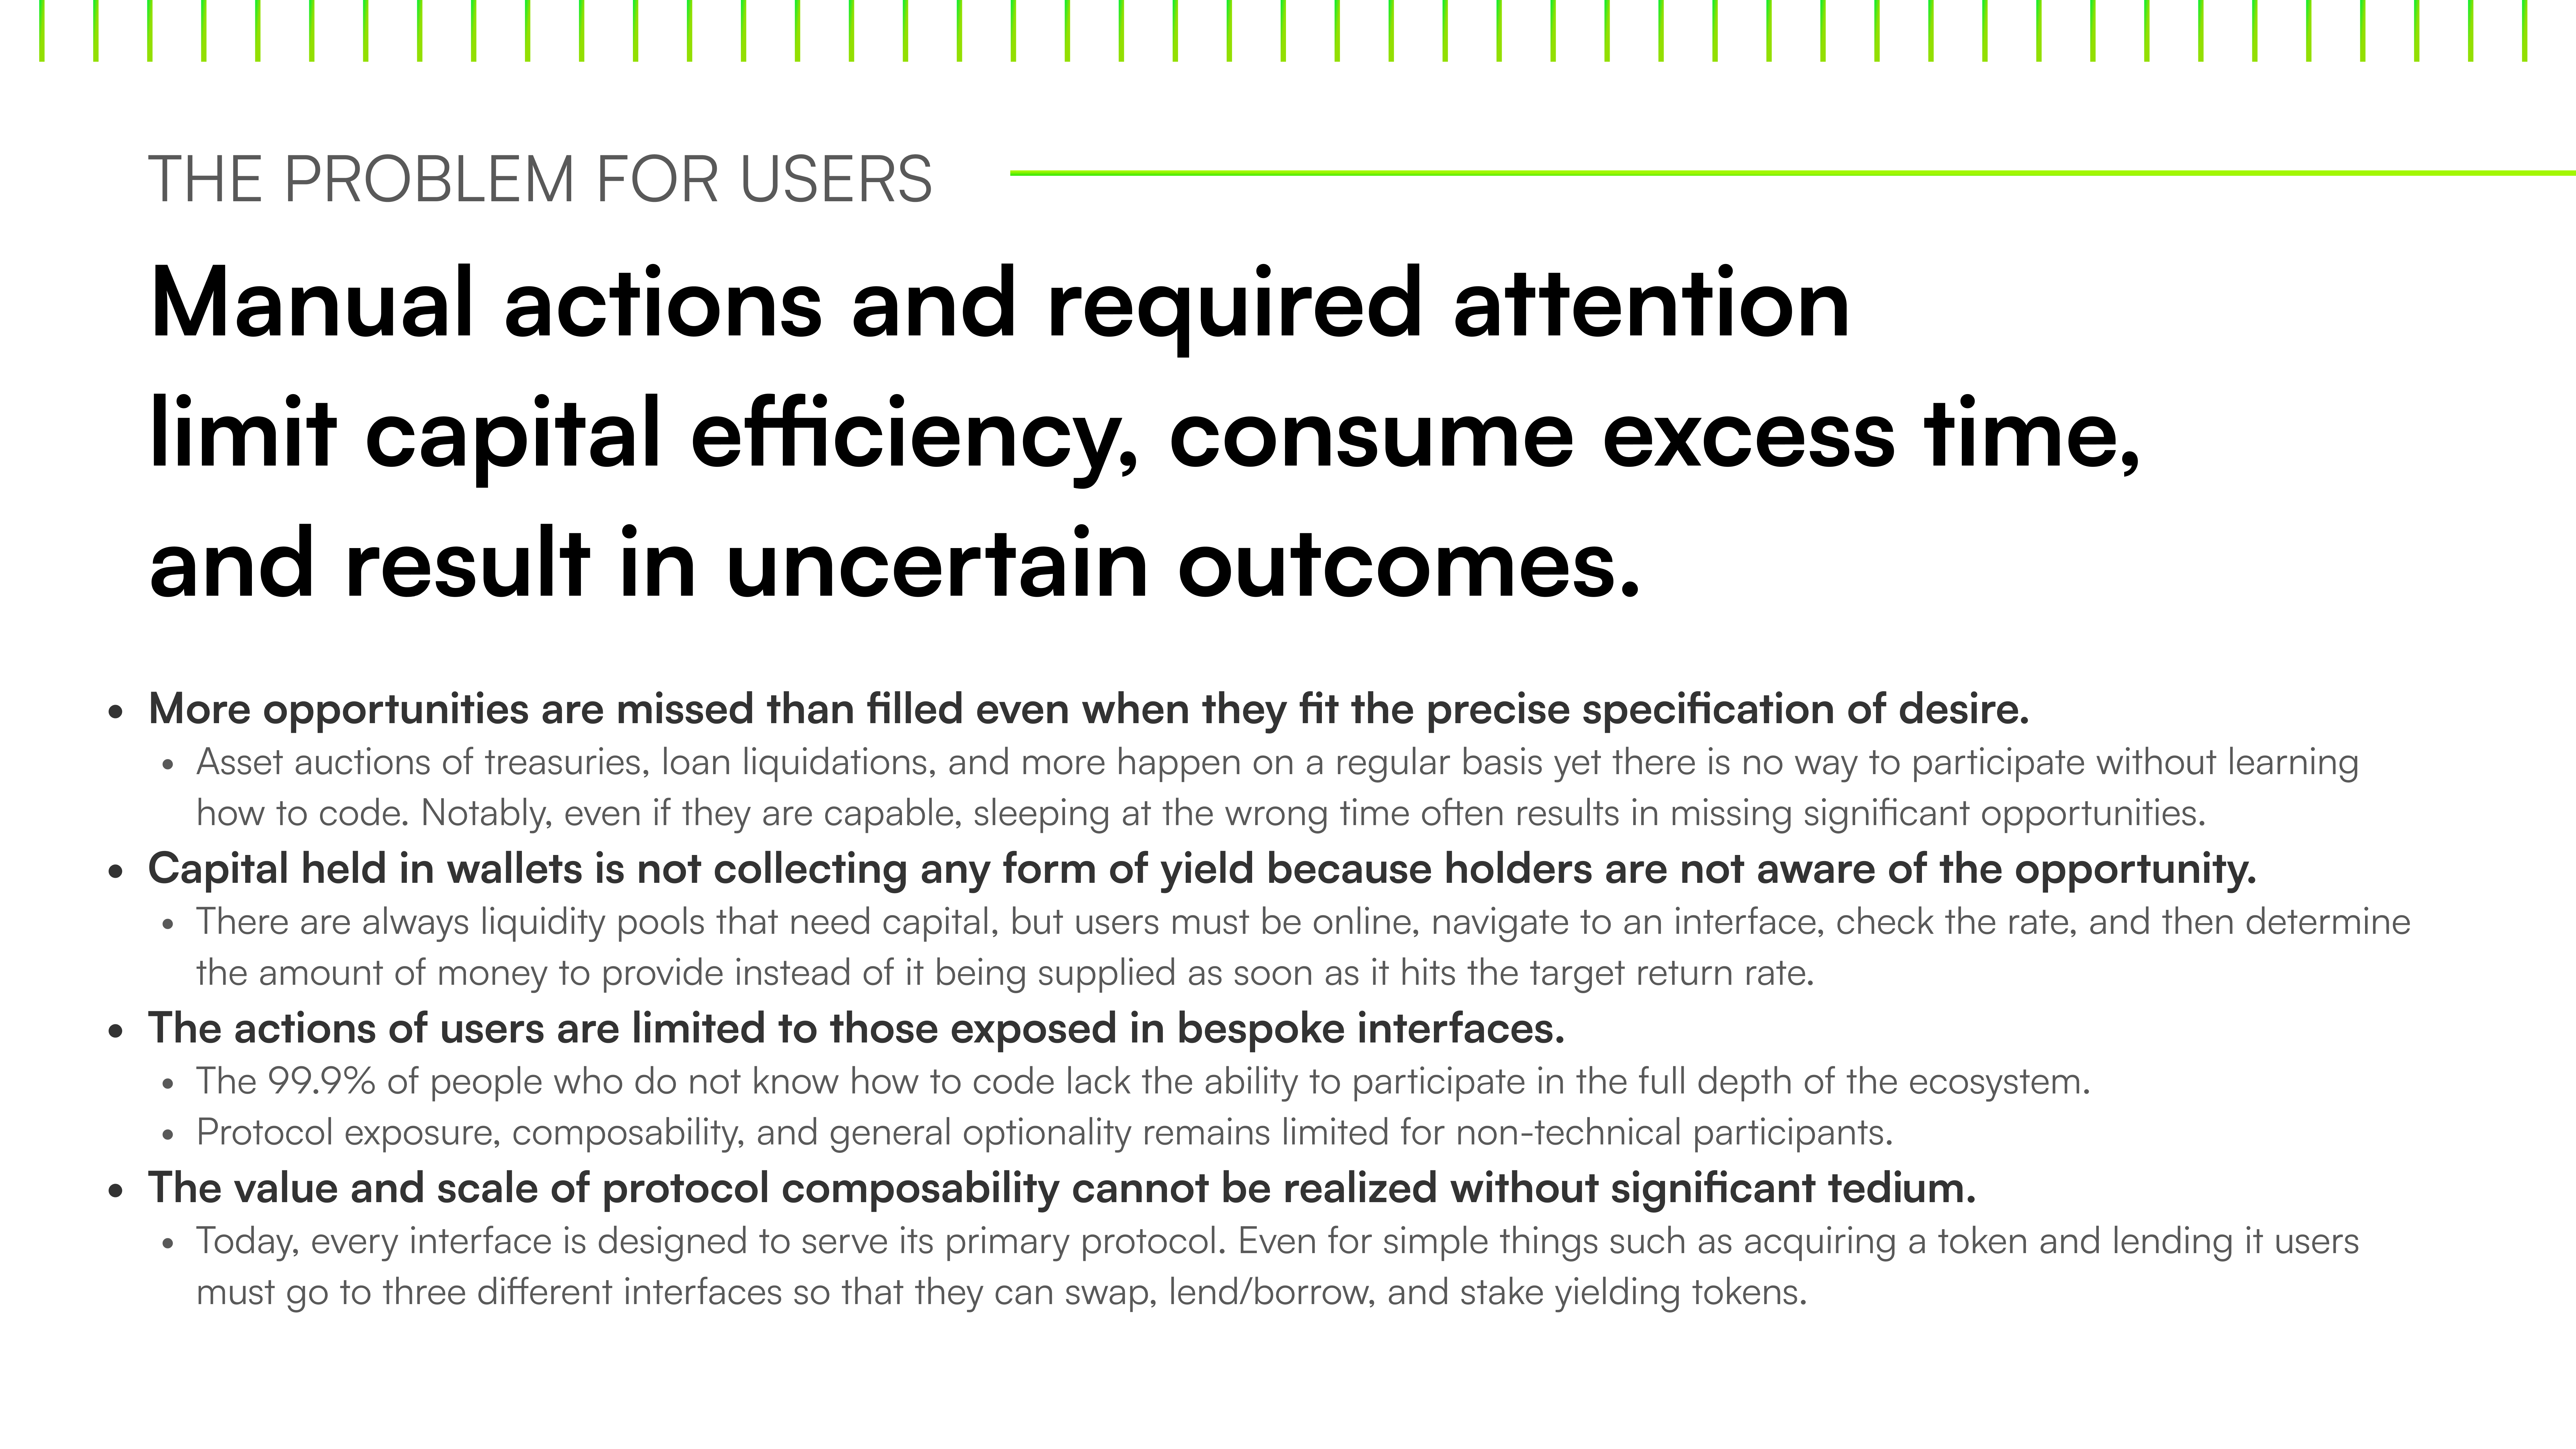 THE PROBLEM FOR USERS
Manual actions and required attention
limit capital efficiency, consume excess time,
and result in uncertain outcomes.
• More opportunities are missed than filled even when they fit the precise specification of desire.
• Asset auctions of treasuries, loan liquidations, and more happen on a regular basis yet there is no way to participate without learning
how to code. Notably, even if they are capable, sleeping at the wrong time often results in missing significant opportunities.
• Capital held in wallets is not collecting any form of yield because holders are not aware of the opportunity.
• There are always liquidity pools that need capital, but users must be online, navigate to an interface, check the rate, and then determine
the amount of money to provide instead of it being supplied as soon as it hits the target return rate.
• The actions of users are limited to those exposed in bespoke interfaces.
• The 99.9% of people who do not know how to code lack the ability to participate in the full depth of the ecosystem.
• Protocol exposure, composability, and general optionality remains limited for non-technical participants.
• The value and scale of protocol composability cannot be realized without significant tedium.
• Today, every interface is designed to serve its primary protocol. Even for simple things such as acquiring a token and lending it users
must go to three different interfaces so that they can swap, lend/borrow, and stake yielding tokens.